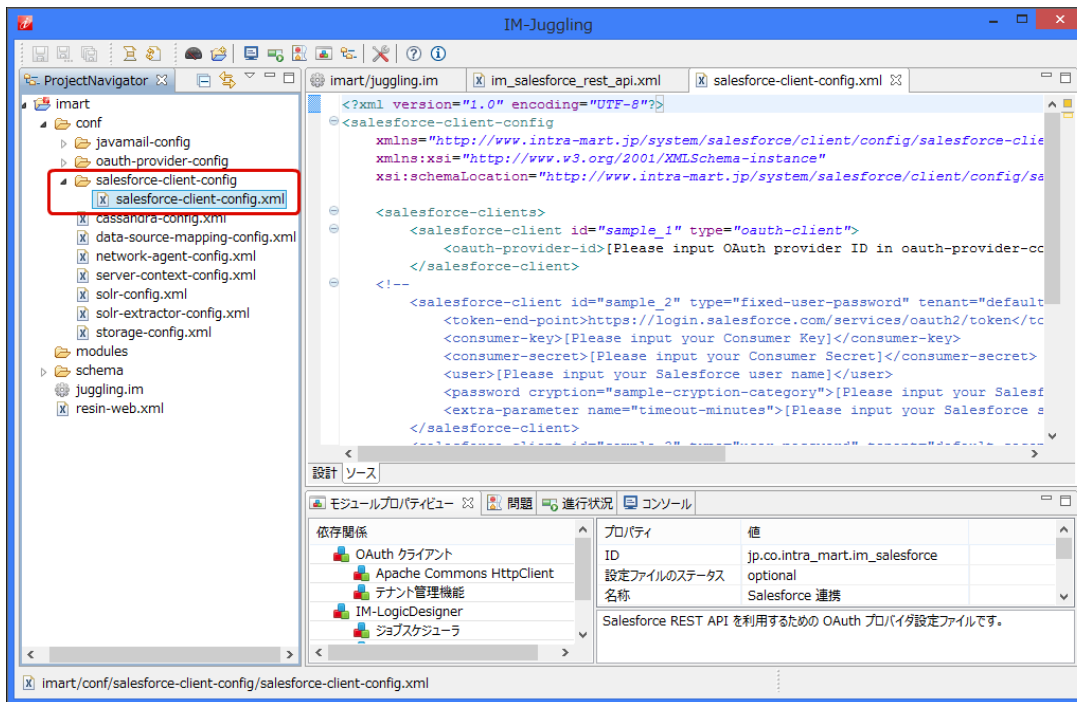 IM-Juggling
ProjectNavigator
imart
conf
javamail-config
oauth-provider-config
salesforce-client-config
salesforce-client-config.xml
cassandra-config.xml
data-source-mapping-config.xml
network-agent-config.xml
server-context-config.xml
solr-config.xml
solr-extractor-config.xml
storage-config.xml
modules
schema
juggling.im
resin-web.xml
imart/juggling.im
im_salesforce_rest_api.xml
salesforce-client-config.xml
<?xml version="1.0" encoding="UTF-8"?>
<salesforce-client-config
xmlns="http://www.intra-mart.jp/system/salesforce/client/config/salesforce-clie
xmlns:xsi="http://www.w3.org/2001/XMLSchema-instance"
xsi:schemaLocation="http://www.intra-mart.jp/system/salesforce/client/config/sa
<salesforce-clients>
<salesforce-client id="sample_1" type="oauth-client">
<oauth-provider-id>[Please input OAuth provider ID in oauth-provider-co
</salesforce-client>
<!--
<salesforce-client id="sample_2" type="fixed-user-password" tenant="default
<token-end-point>https://login.salesforce.com/services/oauth2/token</to
<consumer-key>[Please input your Consumer Key]</consumer-key>
<consumer-secret>[Please input your Consumer Secret]</consumer-secret>
<user>[Please input your Salesforce user name]</user>
<password cryption="sample-cryption-category">[Please input your Salesf
<extra-parameter name="timeout-minutes">[Please input your Salesforce s
</salesforce-client>
設計 ソース
モジュールプロパティビュー 問題 進行状況 コンソール
依存関係
OAuth クライアント
Apache Commons HttpClient
テナント管理機能
IM-LogicDesigner
ジョブスケジューラ
プロパティ 値
ID jp.co.intra_mart.im_salesforce
設定ファイルのステータス optional
名称 Salesforce 連携
Salesforce REST API を利用するための OAuth プロバイダ設定ファイルです。
imart/conf/salesforce-client-config/salesforce-client-config.xml